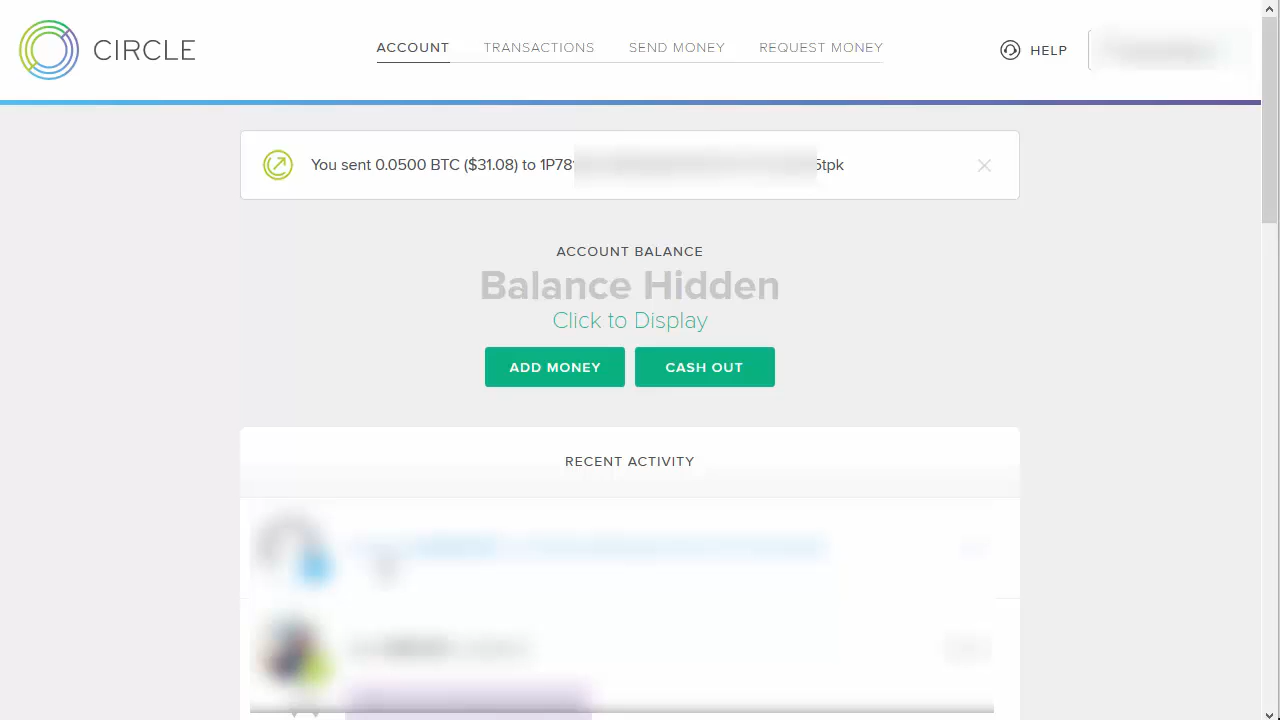 CIRCLE
ACCOUNT TRANSACTIONS SEND MONEY REQUEST MONEY
HELP
You sent 0.0500 BTC ($31.08) to 1P78 5tpk
ACCOUNT BALANCE
Balance Hidden
Click to Display
ADD MONEY CASH OUT
RECENT ACTIVITY